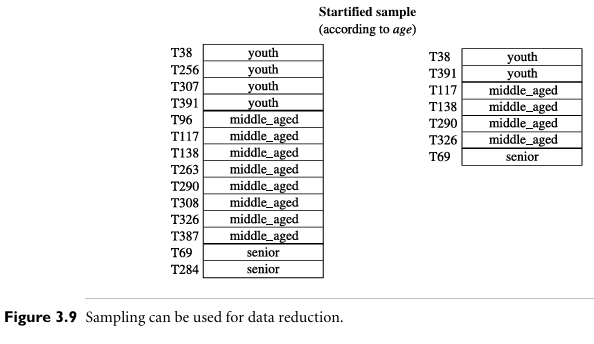 Startified sample
(according to age)
T38 youth
T256 youth
T307 youth
T391 youth
T96 middle_aged
T117 middle_aged
T138 middle_aged
T263 middle_aged
T290 middle_aged
T308 middle_aged
T326 middle_aged
T387 middle_aged
T69 senior
T284 senior
T38 youth
T391 youth
T117 middle_aged
T138 middle_aged
T290 middle_aged
T326 middle_aged
T69 senior
Figure 3.9 Sampling can be used for data reduction.